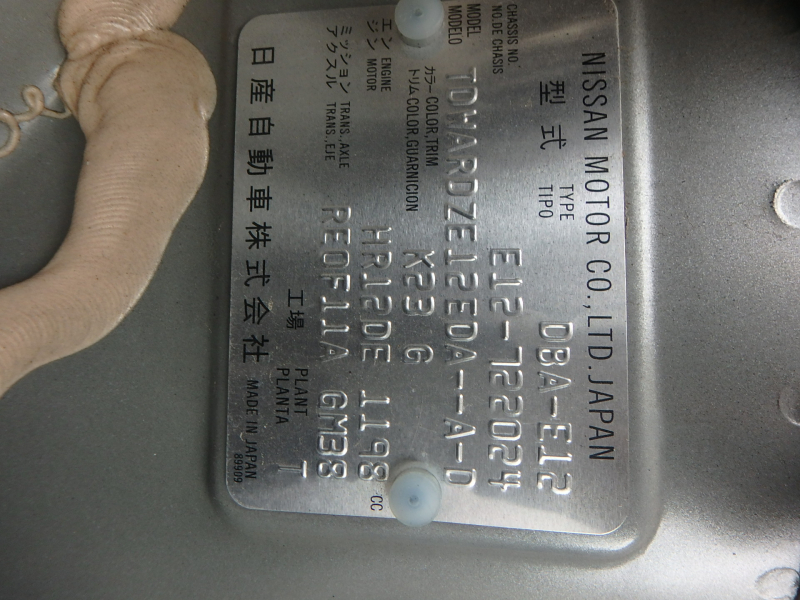 NISSAN MOTOR CO.,LTD.JAPAN
型式 TYPE TIPO DBA-E12
CHASSIS NO. NO.DE CHASIS E12-722024
MODEL MODELO TDWARDZE12EDA--A-D
カラー COLOR,TRIM トリム COLOR,GUARNICION K23 G
エンジン ENGINE MOTOR HR12DE 1198 CC
ミッション TRANS.,AXLE アクスル TRANS.,EJE RE0F11A GM38
工場 PLANT PLANTA T
日産自動車株式会社 MADE IN JAPAN 89909